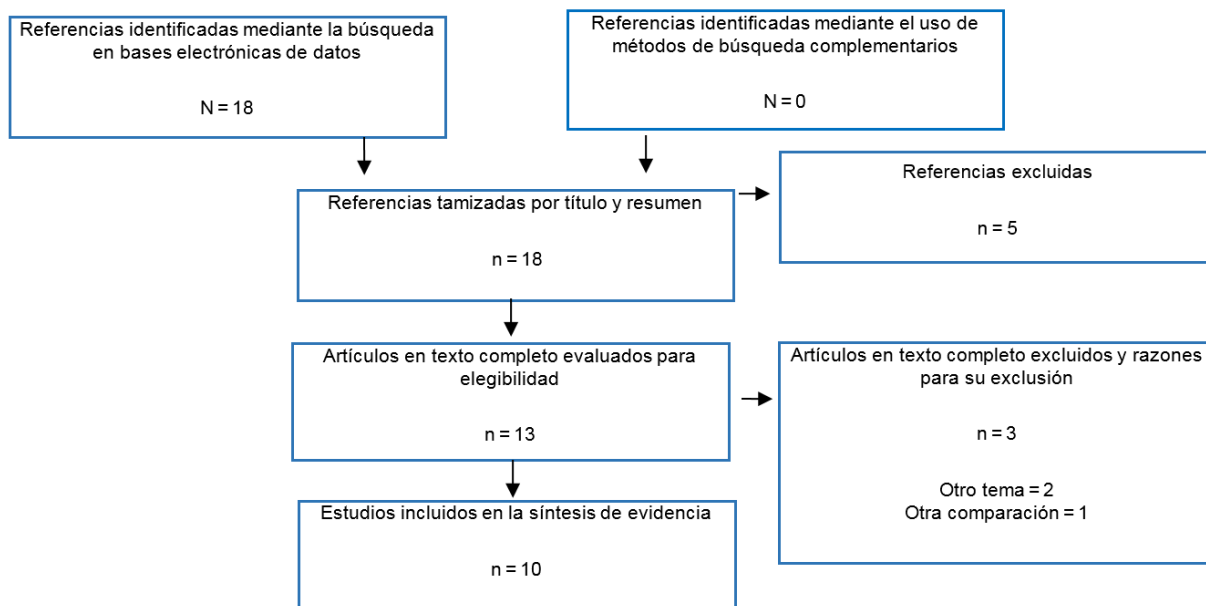 Referencias identificadas mediante la búsqueda
en bases electrónicas de datos
N = 18
Referencias identificadas mediante el uso de
métodos de búsqueda complementarios
N = 0
Referencias tamizadas por título y resumen
n = 18
Referencias excluidas
n = 5
Artículos en texto completo evaluados para
elegibilidad
n = 13
Artículos en texto completo excluidos y razones
para su exclusión
n = 3
Otro tema = 2
Otra comparación = 1
Estudios incluidos en la síntesis de evidencia
n = 10